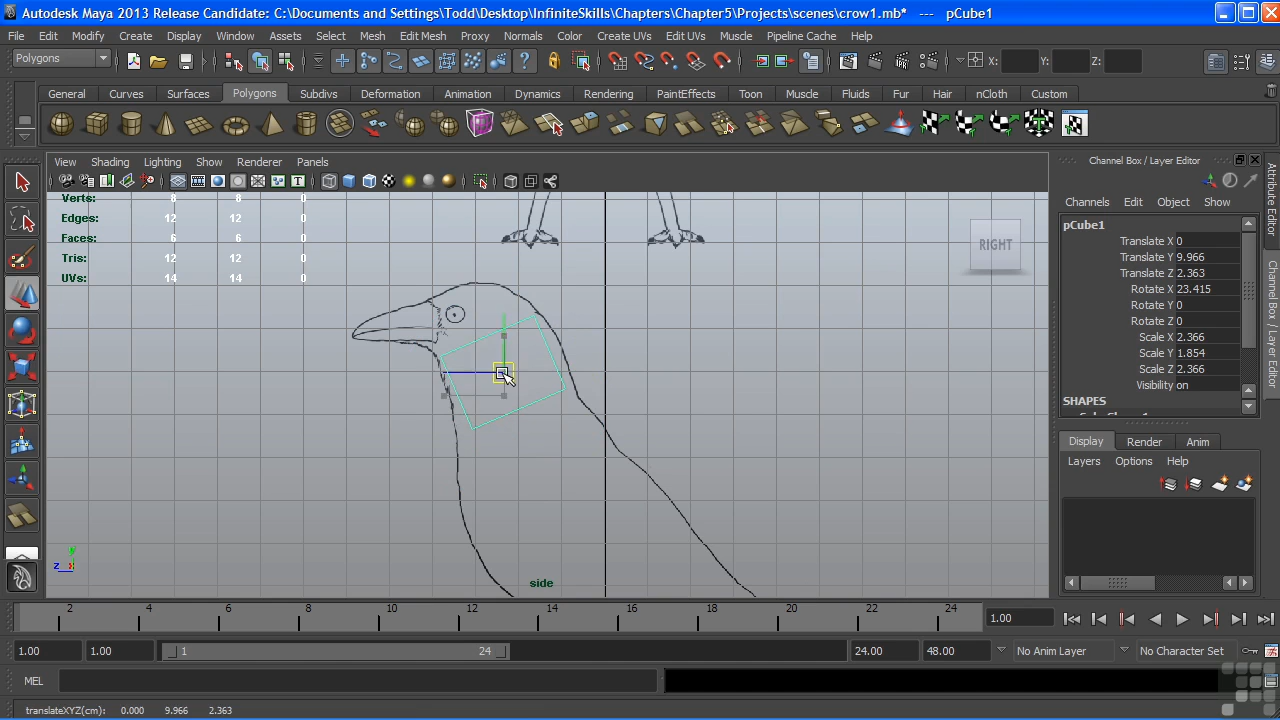 Autodesk Maya 2013 Release Candidate: C:\Documents and Settings\Todd\Desktop\InfiniteSkills\Chapters\Chapter5\Projects\scenes\crow1.mb* --- pCube1
File Edit Modify Create Display Window Assets Select Mesh Edit Mesh Proxy Normals Color Create UVs Edit UVs Muscle Pipeline Cache Help
Polygons X: Y: Z:
General Curves Surfaces Polygons Subdivs Deformation Animation Dynamics Rendering PaintEffects Toon Muscle Fluids Fur Hair nCloth Custom
View Shading Lighting Show Renderer Panels
Channel Box / Layer Editor
Verts: 8 8 0
Edges: 12 12 0
Faces: 6 6 0
Tris: 12 12 0
UVs: 14 14 0
RIGHT
side
y
z x
Channels Edit Object Show
pCube1
Translate X 0
Translate Y 9.966
Translate Z 2.363
Rotate X 23.415
Rotate Y 0
Rotate Z 0
Scale X 2.366
Scale Y 1.854
Scale Z 2.366
Visibility on
SHAPES
Display Render Anim
Layers Options Help
Attribute Editor
Channel Box / Layer Editor
2 4 6 8 10 12 14 16 18 20 22 24
1.00
1.00 1.00 1 24 24.00 48.00 No Anim Layer No Character Set
MEL
translateXYZ(cm): 0.000 9.966 2.363